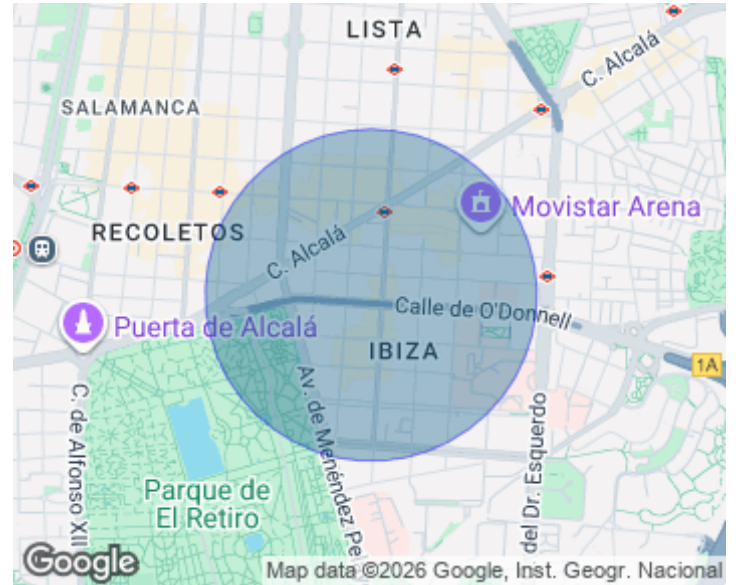 LISTA
C. Alcalá
SALAMANCA
Movistar Arena
RECOLETOS
C. Alcalá
Calle de O'Donnell
Puerta de Alcalá
IBIZA
1A
C. de Alfonso XII
Av. de Menéndez Pel
del Dr. Esquerdo
Parque de
El Retiro
Google
Map data ©2026 Google, Inst. Geogr. Nacional